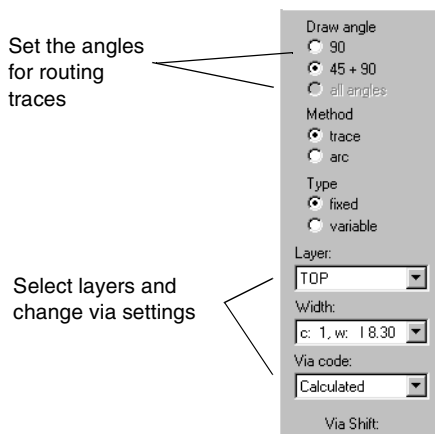 Set the angles
for routing
traces
Select layers and
change via settings
Draw angle
90
45 + 90
all angles
Method
trace
arc
Type
fixed
variable
Layer:
TOP
Width:
c: 1, w: I 8.30
Via code:
Calculated
Via Shift: